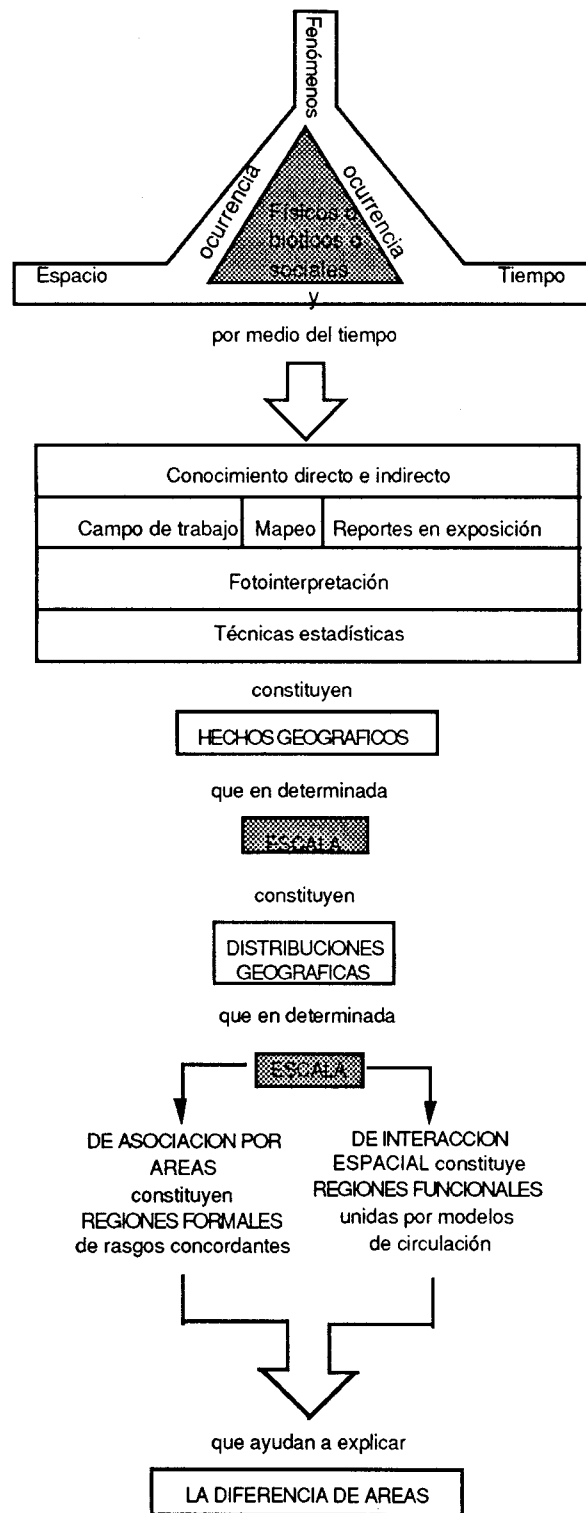 Fenómenos
ocurrencia
ocurrencia
Físicos o
bióticos o
sociales
Espacio
Tiempo
y
por medio del tiempo
Conocimiento directo e indirecto
Campo de trabajo
Mapeo
Reportes en exposición
Fotointerpretación
Técnicas estadísticas
constituyen
HECHOS GEOGRAFICOS
que en determinada
ESCALA
constituyen
DISTRIBUCIONES
GEOGRAFICAS
que en determinada
ESCALA
DE ASOCIACION POR
AREAS
constituyen
REGIONES FORMALES
de rasgos concordantes
DE INTERACCION
ESPACIAL constituye
REGIONES FUNCIONALES
unidas por modelos
de circulación
que ayudan a explicar
LA DIFERENCIA DE AREAS